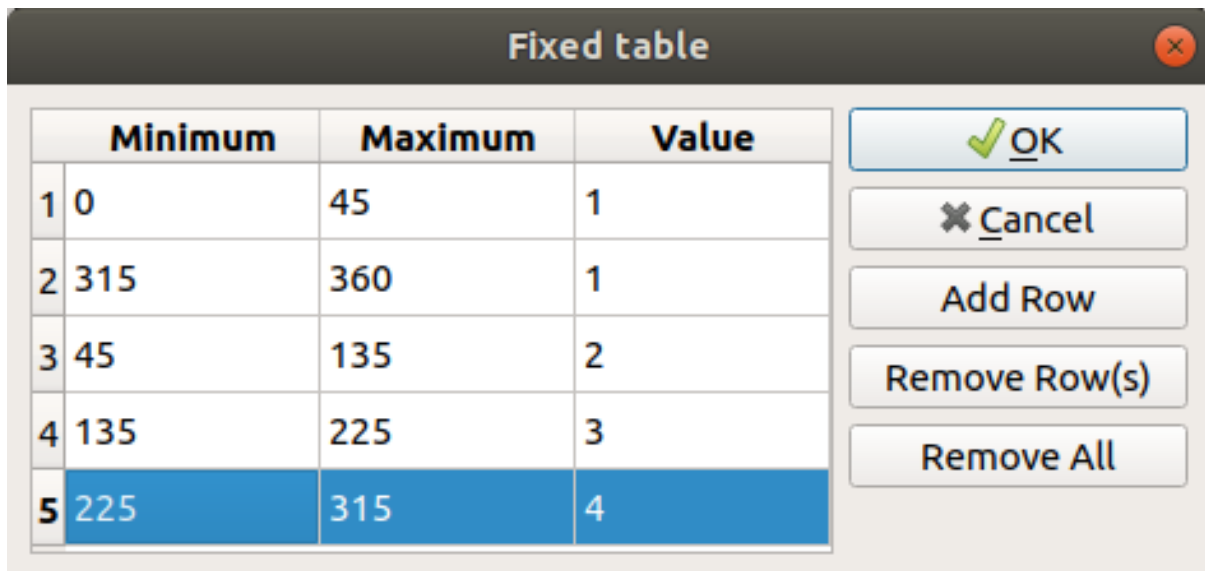 Fixed table
Minimum Maximum Value
1 0 45 1
2 315 360 1
3 45 135 2
4 135 225 3
5 225 315 4
OK
Cancel
Add Row
Remove Row(s)
Remove All